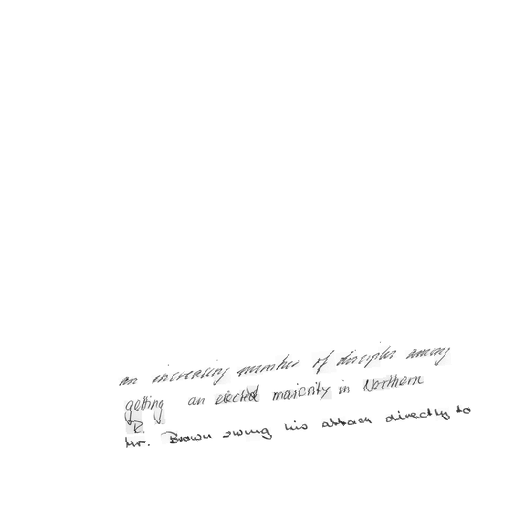 an increasing number of disciples among
getting an elected majority in Northern
R.
Mr. Brown swung his attack directly to